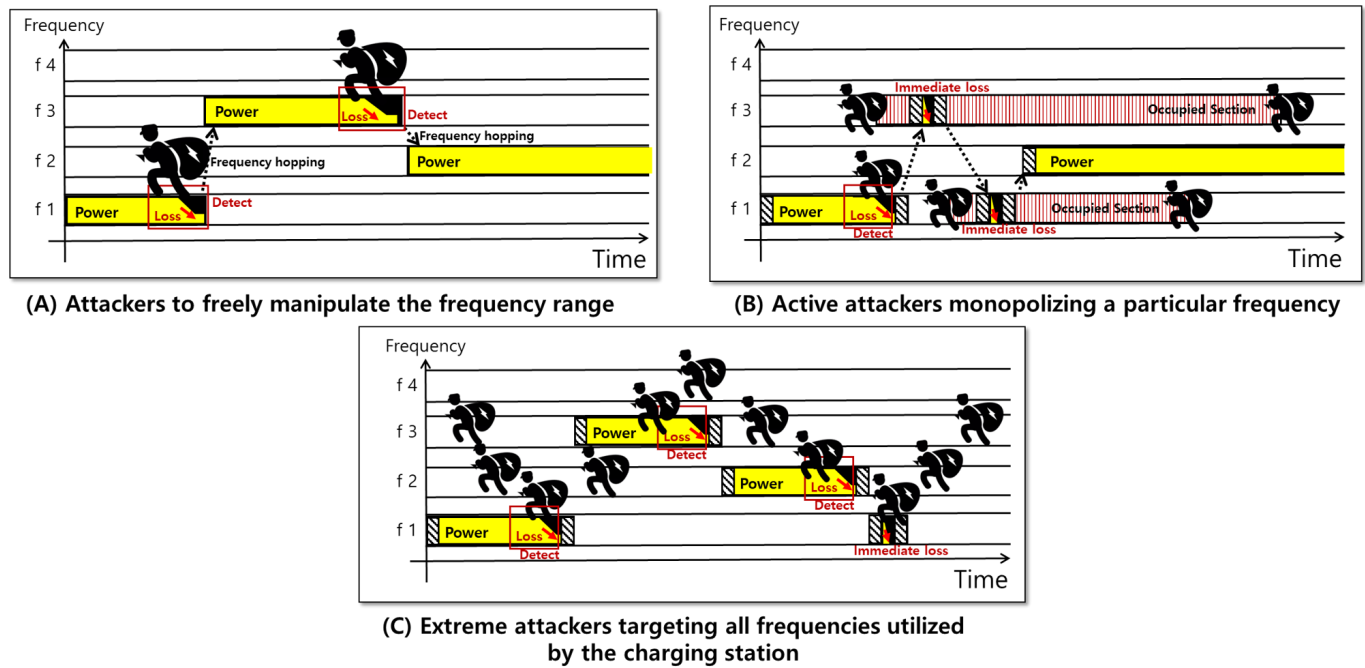 Frequency
f 4
f 3
Power
Loss
Detect
Frequency hopping
f 2
Frequency hopping
Power
f 1
Power
Loss
Detect
Time
(A) Attackers to freely manipulate the frequency range
Frequency
f 4
Immediate loss
f 3
Occupied Section
f 2
Power
f 1
Power
Loss
Occupied Section
Detect
Immediate loss
Time
(B) Active attackers monopolizing a particular frequency
Frequency
f 4
f 3
Power
Loss
Detect
f 2
Power
Loss
Detect
f 1
Power
Loss
Detect
Immediate loss
Time
(C) Extreme attackers targeting all frequencies utilized
by the charging station